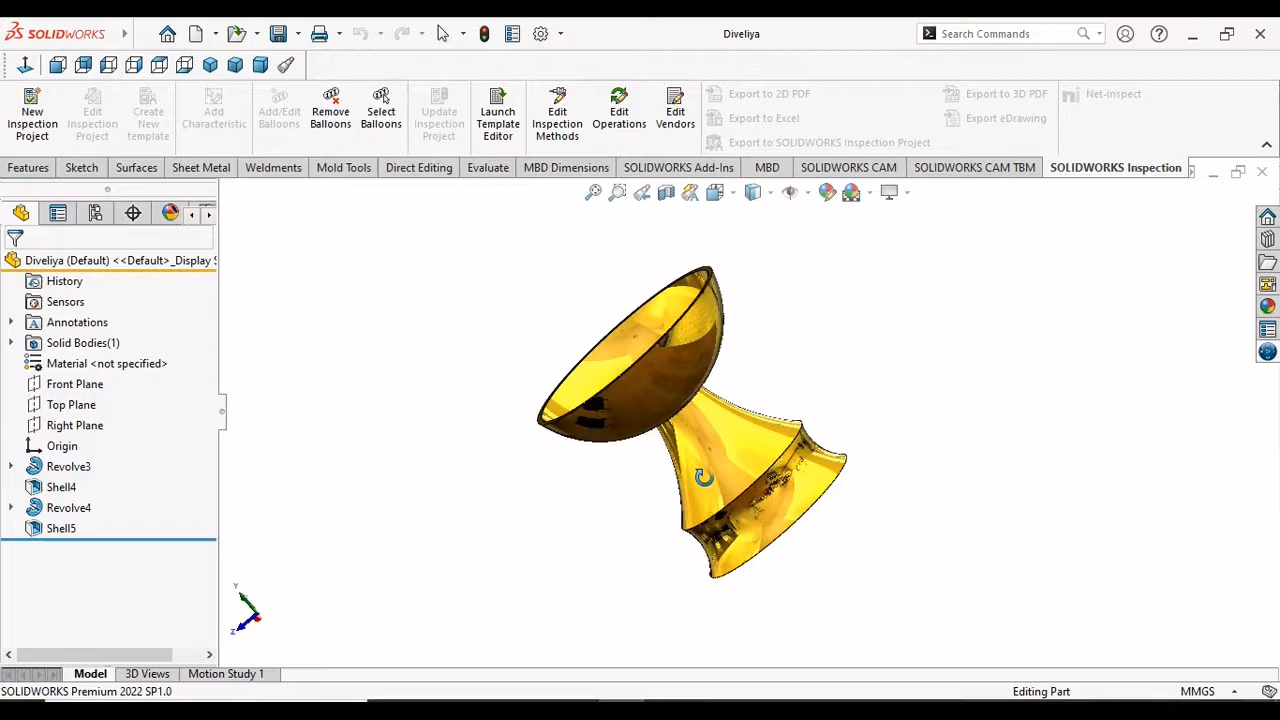 SOLIDWORKS
Diveliya
Search Commands
New Inspection Project
Edit Inspection Project
Create New template
Add Characteristic
Add/Edit Balloons
Remove Balloons
Select Balloons
Update Inspection Project
Launch Template Editor
Edit Inspection Methods
Edit Operations
Edit Vendors
Export to 2D PDF
Export to Excel
Export to SOLIDWORKS Inspection Project
Export to 3D PDF
Export eDrawing
Net-Inspect
Features
Sketch
Surfaces
Sheet Metal
Weldments
Mold Tools
Direct Editing
Evaluate
MBD Dimensions
SOLIDWORKS Add-Ins
MBD
SOLIDWORKS CAM
SOLIDWORKS CAM TBM
SOLIDWORKS Inspection
Diveliya (Default) <<Default>_Display S
History
Sensors
Annotations
Solid Bodies(1)
Material <not specified>
Front Plane
Top Plane
Right Plane
Origin
Revolve3
Shell4
Revolve4
Shell5
Y
Z
Model
3D Views
Motion Study 1
SOLIDWORKS Premium 2022 SP1.0
Editing Part
MMGS